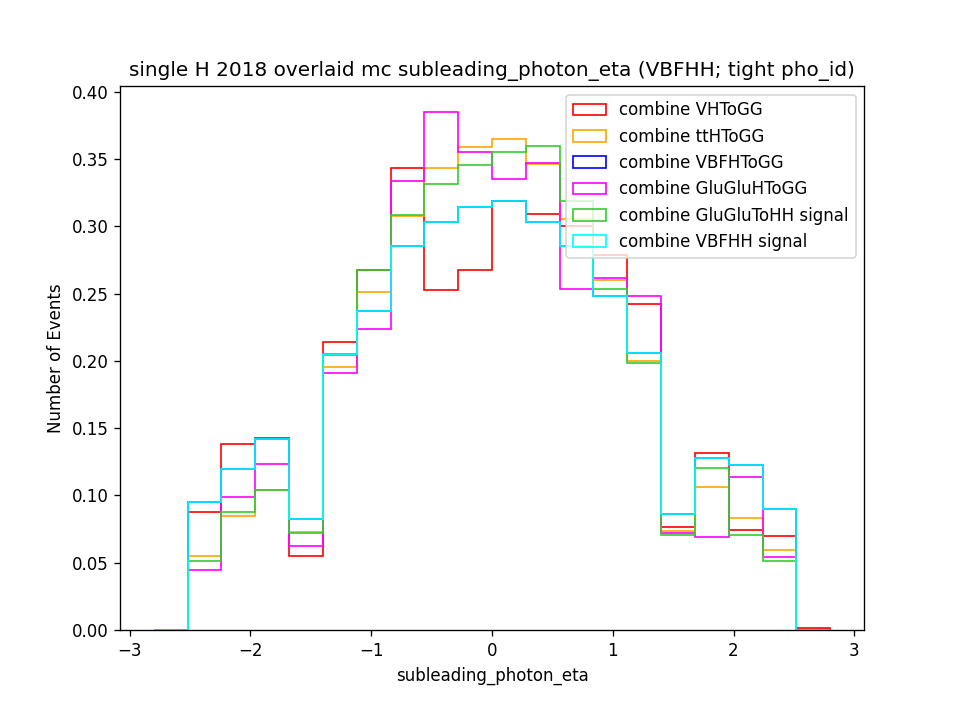 single H 2018 overlaid mc subleading_photon_eta (VBFHH; tight pho_id)
0.40
0.35
0.30
0.25
0.20
0.15
0.10
0.05
0.00
Number of Events
combine VHToGG
combine ttHToGG
combine VBFHToGG
combine GluGluHToGG
combine GluGluToHH signal
combine VBFHH signal
−3 −2 −1 0 1 2 3
subleading_photon_eta